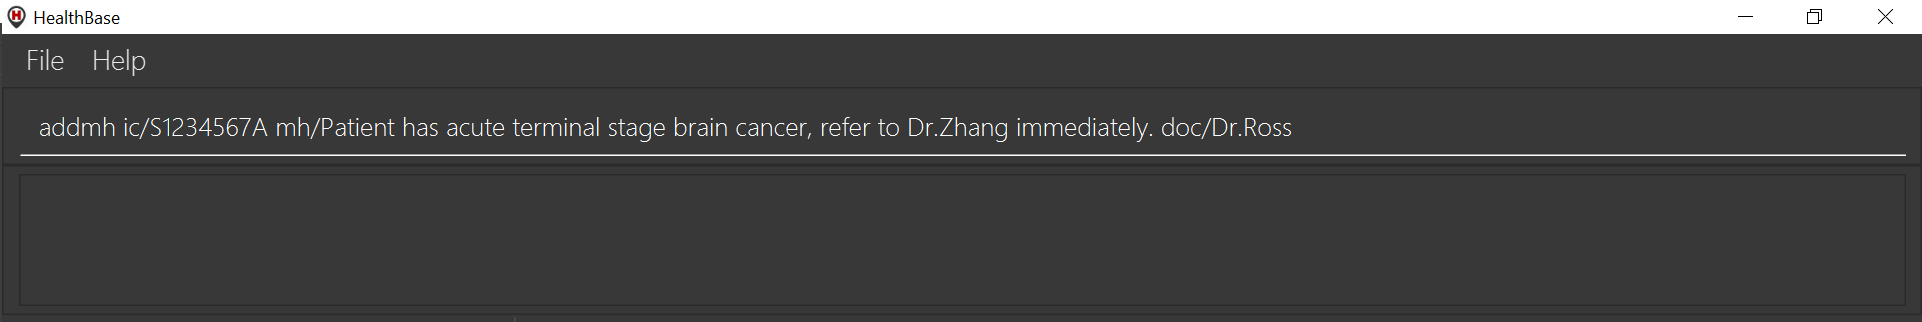 HealthBase
File Help
addmh ic/S1234567A mh/Patient has acute terminal stage brain cancer, refer to Dr.Zhang immediately. doc/Dr.Ross